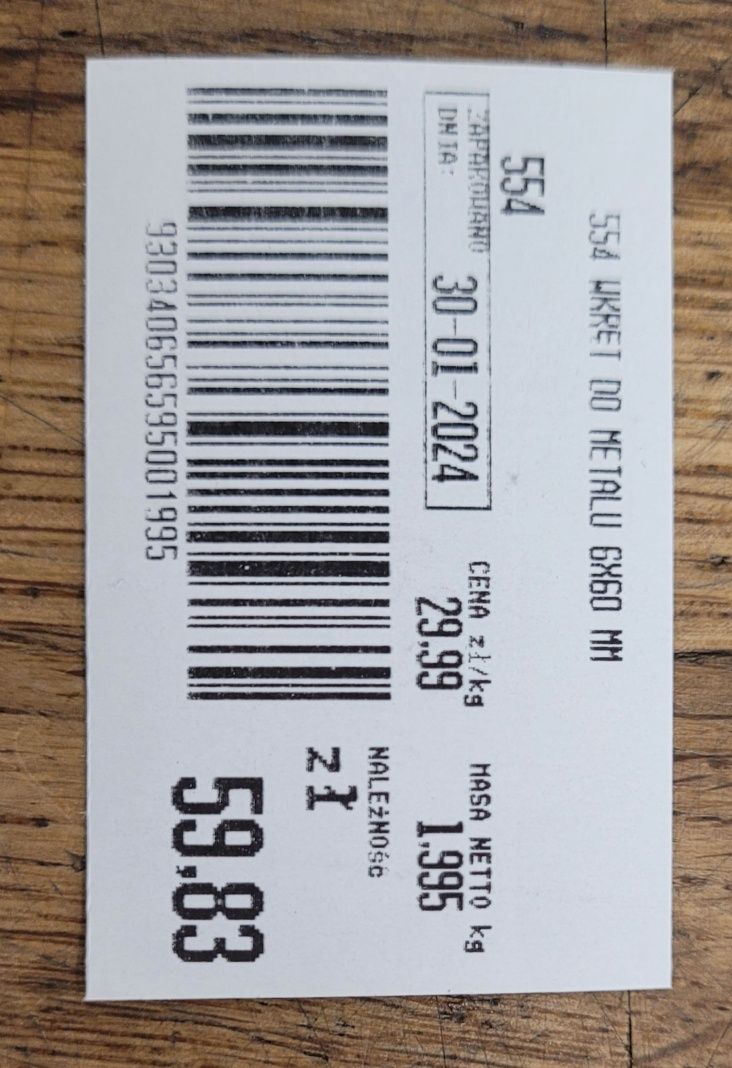 554 WKRET DO METALU 6X60 MM
554
ZAPAKOWANO
DNIA:
30-01-2024
CENA zł/kg
29,99
MASA NETTO kg
1,995
NALEŻNOŚĆ
zł
59,83
930340656595001995